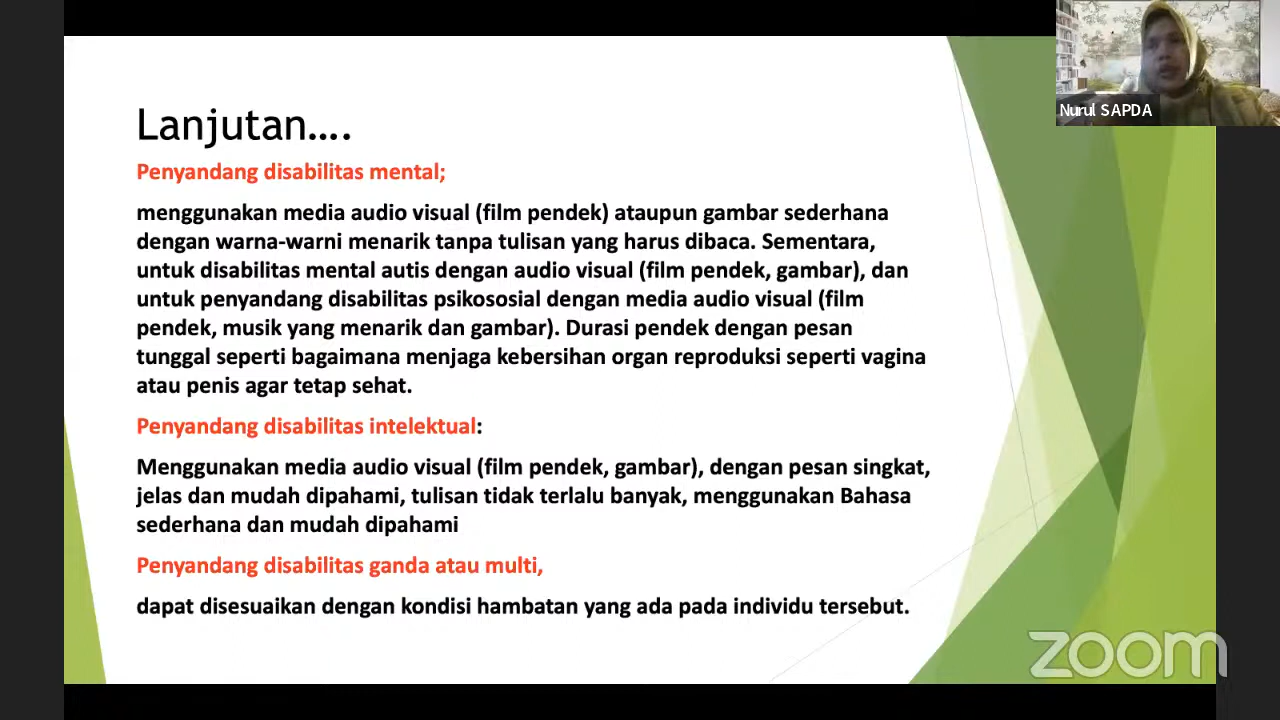 Lanjutan....
Penyandang disabilitas mental;
menggunakan media audio visual (film pendek) ataupun gambar sederhana
dengan warna-warni menarik tanpa tulisan yang harus dibaca. Sementara,
untuk disabilitas mental autis dengan audio visual (film pendek, gambar), dan
untuk penyandang disabilitas psikososial dengan media audio visual (film
pendek, musik yang menarik dan gambar). Durasi pendek dengan pesan
tunggal seperti bagaimana menjaga kebersihan organ reproduksi seperti vagina
atau penis agar tetap sehat.
Penyandang disabilitas intelektual:
Menggunakan media audio visual (film pendek, gambar), dengan pesan singkat,
jelas dan mudah dipahami, tulisan tidak terlalu banyak, menggunakan Bahasa
sederhana dan mudah dipahami
Penyandang disabilitas ganda atau multi,
dapat disesuaikan dengan kondisi hambatan yang ada pada individu tersebut.
Nurul SAPDA
zoom